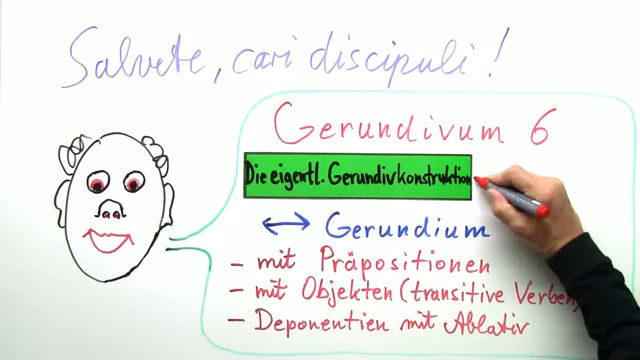 Salvete, cari discipuli!
Gerundivum 6
Die eigentl. Gerundivkonstruktion
↔ Gerundium
- mit Präpositionen
- mit Objekten (transitive Verben)
- Deponentien mit Ablativ